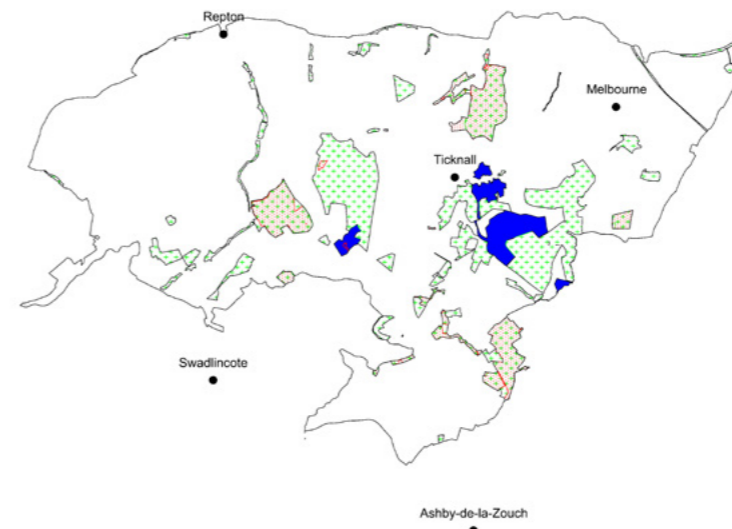 Repton
Melbourne
Ticknall
Swadlincote
Ashby-de-la-Zouch